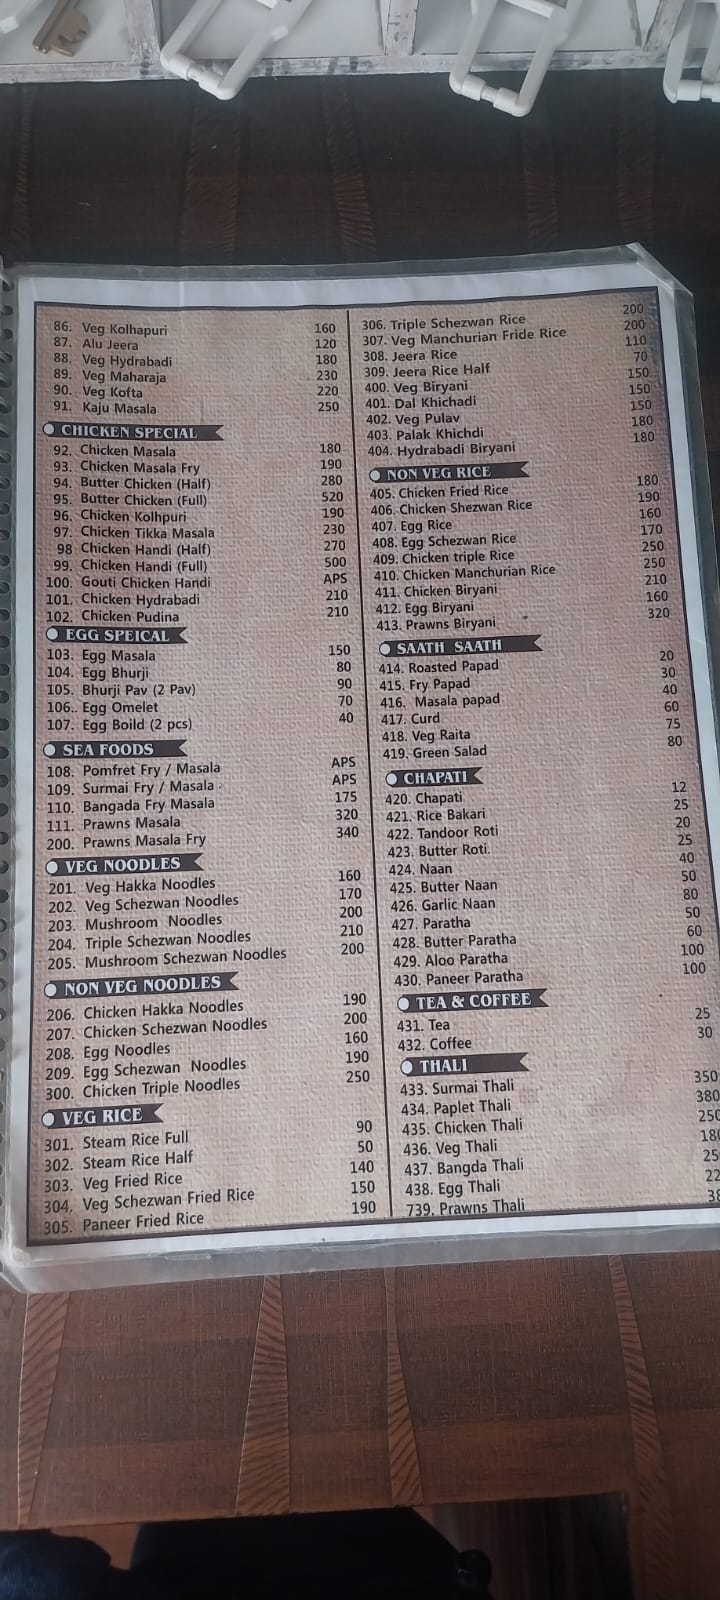 86. Veg Kolhapuri 160
87. Alu Jeera 120
88. Veg Hydrabadi 180
89. Veg Maharaja 230
90. Veg Kofta 220
91. Kaju Masala 250
CHICKEN SPECIAL
92. Chicken Masala 180
93. Chicken Masala Fry 190
94. Butter Chicken (Half) 280
95. Butter Chicken (Full) 520
96. Chicken Kolhpuri 190
97. Chicken Tikka Masala 230
98 Chicken Handi (Half) 270
99. Chicken Handi (Full) 500
100. Gouti Chicken Handi APS
101. Chicken Hydrabadi 210
102. Chicken Pudina 210
EGG SPEICAL
103. Egg Masala 150
104. Egg Bhurji 80
105. Bhurji Pav (2 Pav) 90
106.. Egg Omelet 70
107. Egg Boild (2 pcs) 40
SEA FOODS
108. Pomfret Fry / Masala APS
109. Surmai Fry / Masala APS
110. Bangada Fry Masala 175
111. Prawns Masala 320
200. Prawns Masala Fry 340
VEG NOODLES
201. Veg Hakka Noodles 160
202. Veg Schezwan Noodles 170
203. Mushroom Noodles 200
204. Triple Schezwan Noodles 210
205. Mushroom Schezwan Noodles 200
NON VEG NOODLES
206. Chicken Hakka Noodles 190
207. Chicken Schezwan Noodles 200
208. Egg Noodles 160
209. Egg Schezwan Noodles 190
300. Chicken Triple Noodles 250
VEG RICE
301. Steam Rice Full 90
302. Steam Rice Half 50
303. Veg Fried Rice 140
304. Veg Schezwan Fried Rice 150
305. Paneer Fried Rice 190
306. Triple Schezwan Rice 200
307. Veg Manchurian Fride Rice 200
308. Jeera Rice 110
309. Jeera Rice Half 70
400. Veg Biryani 150
401. Dal Khichadi 150
402. Veg Pulav 150
403. Palak Khichdi 180
404. Hydrabadi Biryani 180
NON VEG RICE
405. Chicken Fried Rice 180
406. Chicken Shezwan Rice 190
407. Egg Rice 160
408. Egg Schezwan Rice 170
409. Chicken triple Rice 250
410. Chicken Manchurian Rice 250
411. Chicken Biryani 210
412. Egg Biryani 160
413. Prawns Biryani 320
SAATH SAATH
414. Roasted Papad 20
415. Fry Papad 30
416. Masala papad 40
417. Curd 60
418. Veg Raita 75
419. Green Salad 80
CHAPATI
420. Chapati 12
421. Rice Bakari 25
422. Tandoor Roti 20
423. Butter Roti. 25
424. Naan 40
425. Butter Naan 50
426. Garlic Naan 80
427. Paratha 50
428. Butter Paratha 60
429. Aloo Paratha 100
430. Paneer Paratha 100
TEA & COFFEE
431. Tea 25
432. Coffee 30
THALI
433. Surmai Thali 350
434. Paplet Thali 380
435. Chicken Thali 250
436. Veg Thali 180
437. Bangda Thali 25
438. Egg Thali 22
739. Prawns Thali 38